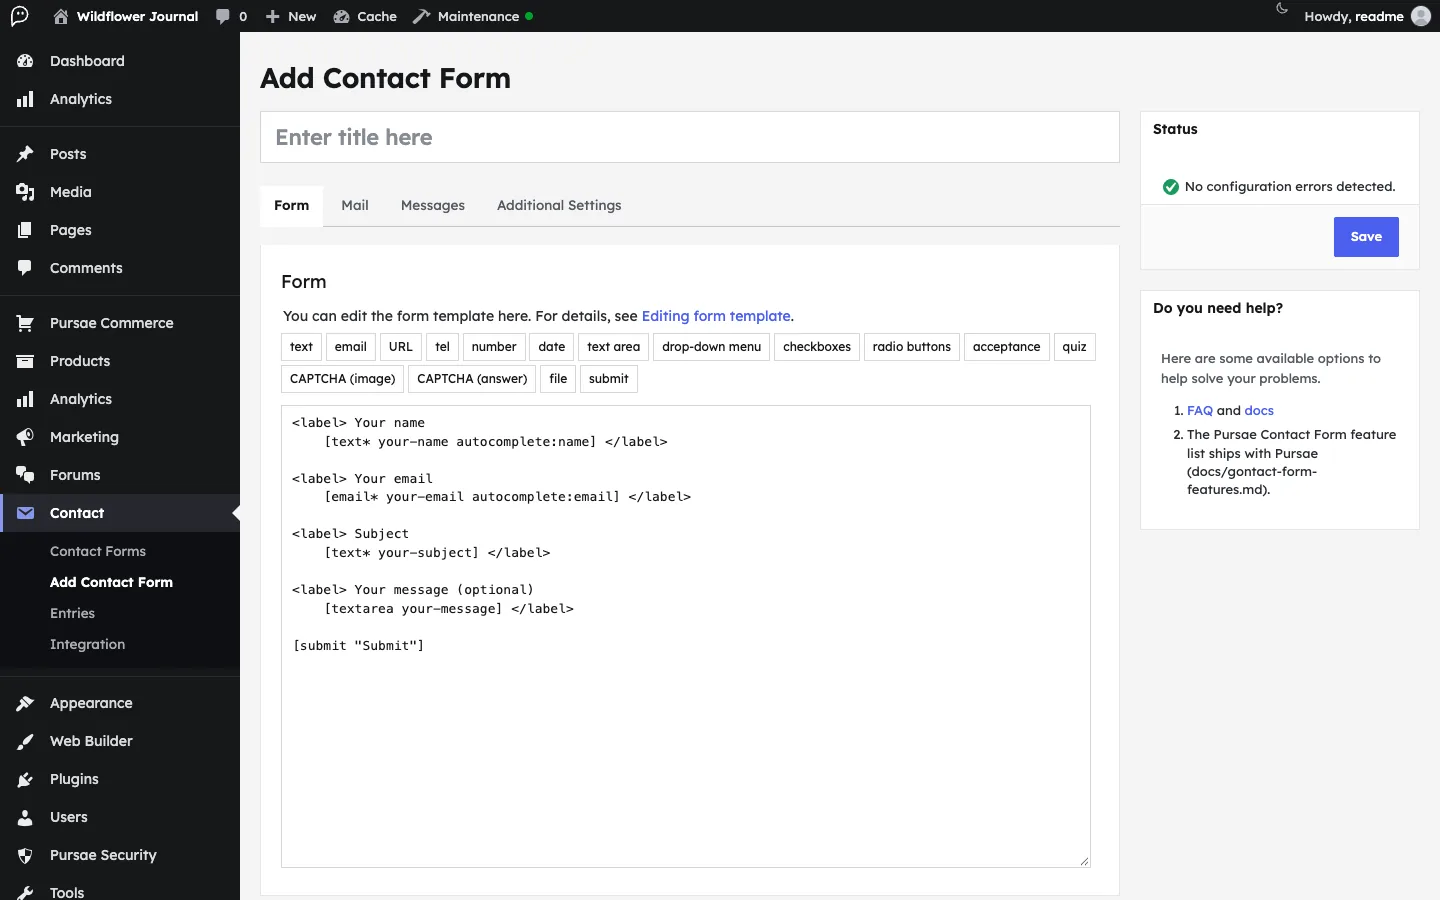 Wildflower Journal 0 New Cache Maintenance Howdy, readme
Dashboard
Analytics
Posts
Media
Pages
Comments
Pursae Commerce
Products
Analytics
Marketing
Forums
Contact
Contact Forms
Add Contact Form
Entries
Integration
Appearance
Web Builder
Plugins
Users
Pursae Security
Tools
Add Contact Form
Enter title here
Form Mail Messages Additional Settings
Form
You can edit the form template here. For details, see Editing form template.
text email URL tel number date text area drop-down menu checkboxes radio buttons acceptance quiz
CAPTCHA (image) CAPTCHA (answer) file submit
<label> Your name
[text* your-name autocomplete:name] </label>
<label> Your email
[email* your-email autocomplete:email] </label>
<label> Subject
[text* your-subject] </label>
<label> Your message (optional)
[textarea your-message] </label>
[submit "Submit"]
Status
No configuration errors detected.
Save
Do you need help?
Here are some available options to
help solve your problems.
1. FAQ and docs
2. The Pursae Contact Form feature
list ships with Pursae
(docs/gontact-form-
features.md).